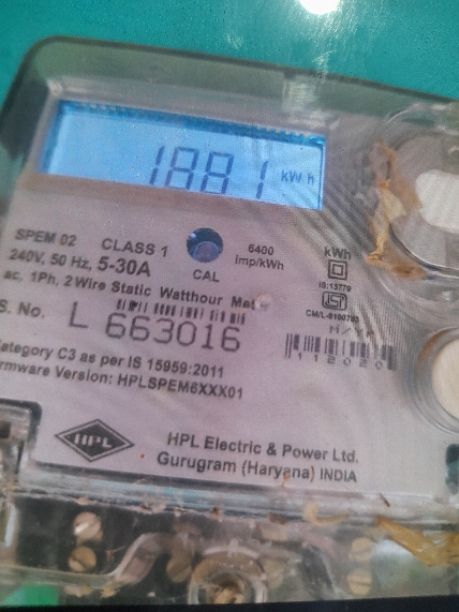 1881 kWh
SPEM 02 CLASS 1 6400 kWh
240V, 50 Hz, 5-30A CAL imp/kWh
IS:13779
ac, 1Ph, 2 Wire Static Watthour
S. No. L 663016
112020
ategory C3 as per IS 15959:2011
rmware Version: HPLSPEM6XXX01
HPL
HPL Electric & Power Ltd.
Gurugram (Haryana) INDIA